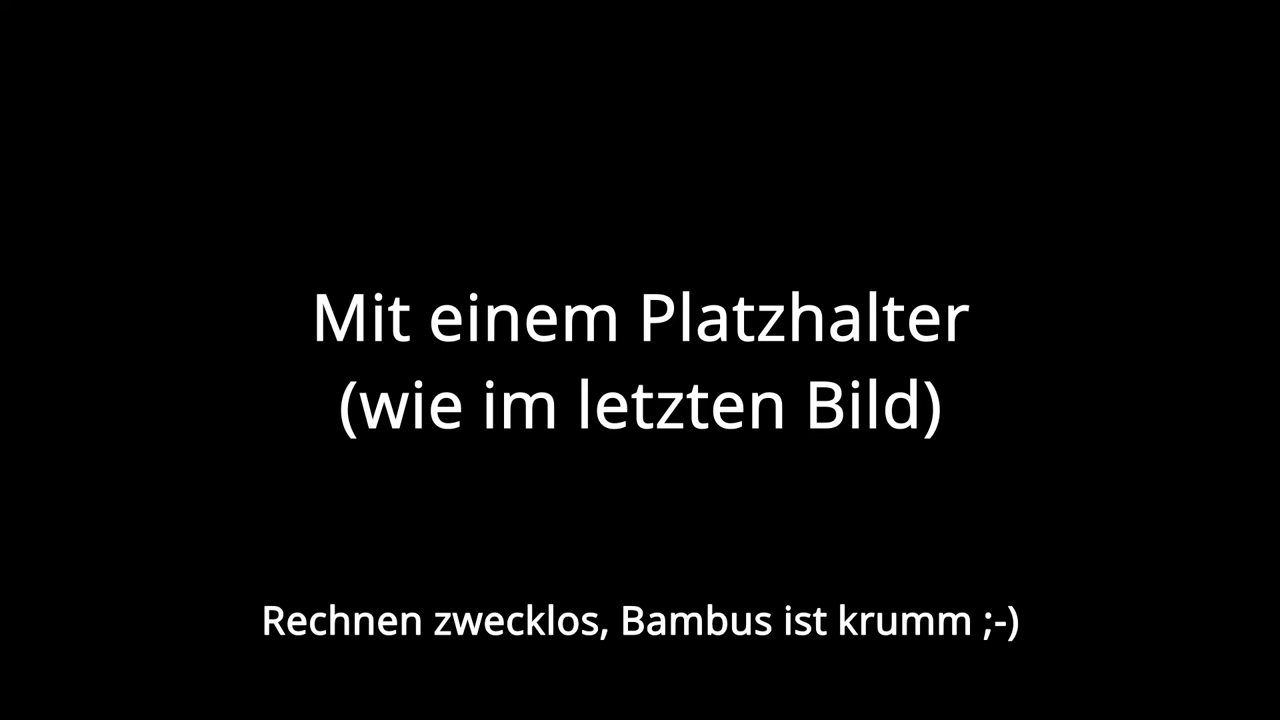 Mit einem Platzhalter
(wie im letzten Bild)
Rechnen zwecklos, Bambus ist krumm ;-)